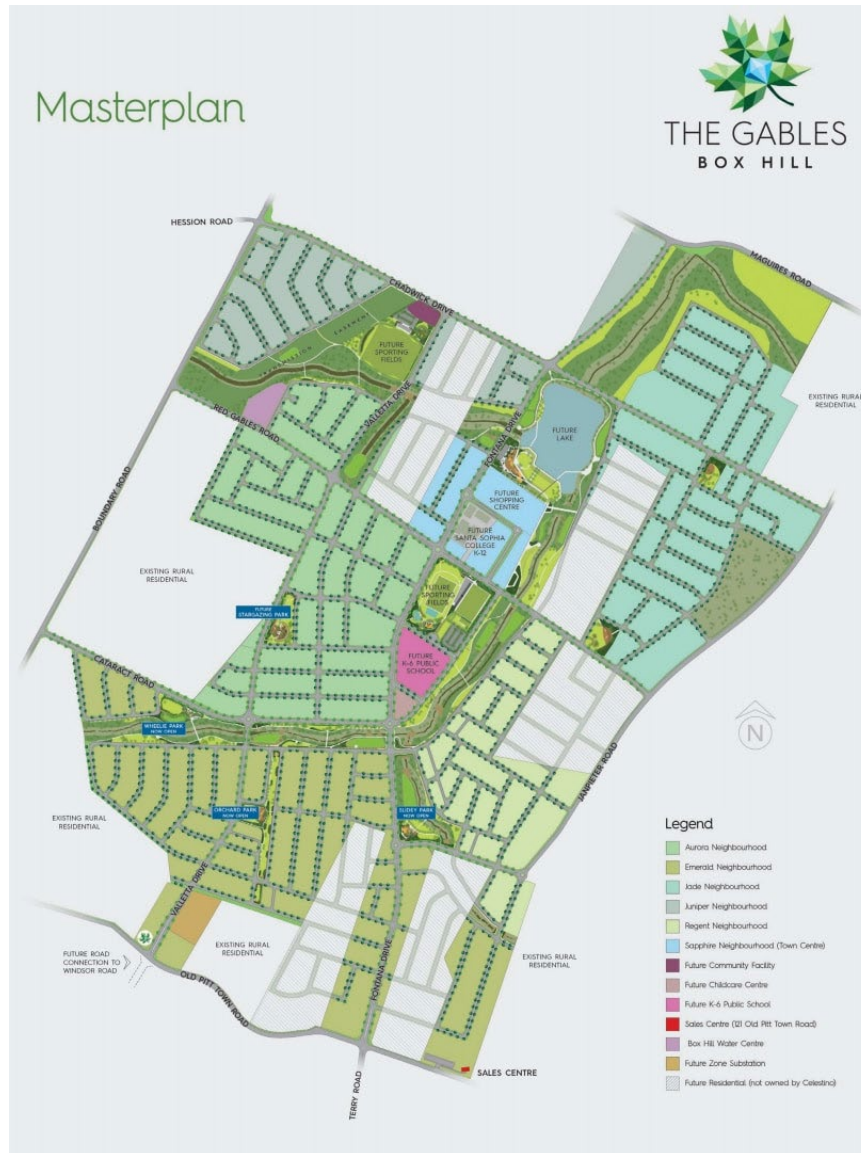 Masterplan
THE GABLES
BOX HILL
HESSION ROAD
MAGUIRES ROAD
CHADWICK DRIVE
TRANSMISSION EASEMENT
FUTURE
SPORTING
FIELDS
VALLETTA DRIVE
RED GABLES ROAD
FONTANA DRIVE
FUTURE
LAKE
EXISTING RURAL
RESIDENTIAL
BOUNDARY ROAD
FUTURE
SHOPPING
CENTRE
FUTURE
SANTA SOPHIA
COLLEGE
K-12
EXISTING RURAL
RESIDENTIAL
FUTURE
SPORTING
FIELDS
FUTURE
STARGAZING PARK
FUTURE
K-6 PUBLIC
SCHOOL
CATARACT ROAD
WHEELIE PARK
NOW OPEN
N
JANPIETER ROAD
EXISTING RURAL
RESIDENTIAL
ORCHARD PARK
NOW OPEN
SLIDEY PARK
NOW OPEN
VALLETTA DRIVE
FUTURE ROAD
CONNECTION TO
WINDSOR ROAD
EXISTING RURAL
RESIDENTIAL
OLD PITT TOWN ROAD
FONTANA DRIVE
EXISTING RURAL
RESIDENTIAL
TERRY ROAD
SALES CENTRE
Legend
Aurora Neighbourhood
Emerald Neighbourhood
Jade Neighbourhood
Juniper Neighbourhood
Regent Neighbourhood
Sapphire Neighbourhood (Town Centre)
Future Community Facility
Future Childcare Centre
Future K-6 Public School
Sales Centre (121 Old Pitt Town Road)
Box Hill Water Centre
Future Zone Substation
Future Residential (not owned by Celestino)